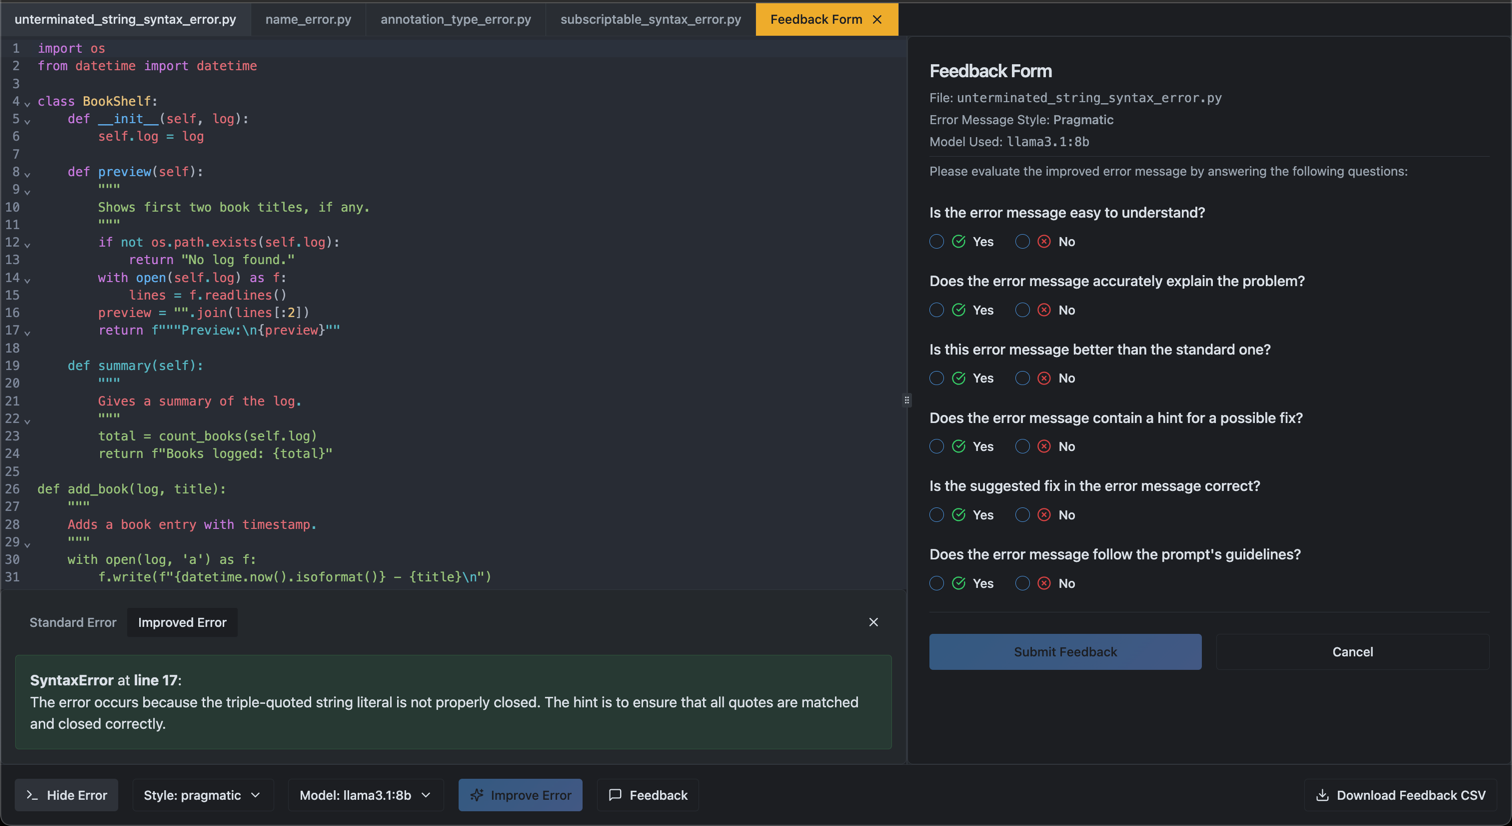 unterminated_string_syntax_error.py name_error.py annotation_type_error.py subscriptable_syntax_error.py Feedback Form
1 import os
2 from datetime import datetime
3
4 class BookShelf:
5     def __init__(self, log):
6         self.log = log
7
8     def preview(self):
9         """
10         Shows first two book titles, if any.
11         """
12         if not os.path.exists(self.log):
13             return "No log found."
14         with open(self.log) as f:
15             lines = f.readlines()
16         preview = "".join(lines[:2])
17         return f"""Preview:\n{preview}""
18
19     def summary(self):
20         """
21         Gives a summary of the log.
22         """
23         total = count_books(self.log)
24         return f"Books logged: {total}"
25
26 def add_book(log, title):
27     """
28     Adds a book entry with timestamp.
29     """
30     with open(log, 'a') as f:
31         f.write(f"{datetime.now().isoformat()} - {title}\n")
Standard Error Improved Error
SyntaxError at line 17:
The error occurs because the triple-quoted string literal is not properly closed. The hint is to ensure that all quotes are matched
and closed correctly.
Feedback Form
File: unterminated_string_syntax_error.py
Error Message Style: Pragmatic
Model Used: llama3.1:8b
Please evaluate the improved error message by answering the following questions:
Is the error message easy to understand?
Yes No
Does the error message accurately explain the problem?
Yes No
Is this error message better than the standard one?
Yes No
Does the error message contain a hint for a possible fix?
Yes No
Is the suggested fix in the error message correct?
Yes No
Does the error message follow the prompt's guidelines?
Yes No
Submit Feedback Cancel
Hide Error Style: pragmatic Model: llama3.1:8b Improve Error Feedback Download Feedback CSV